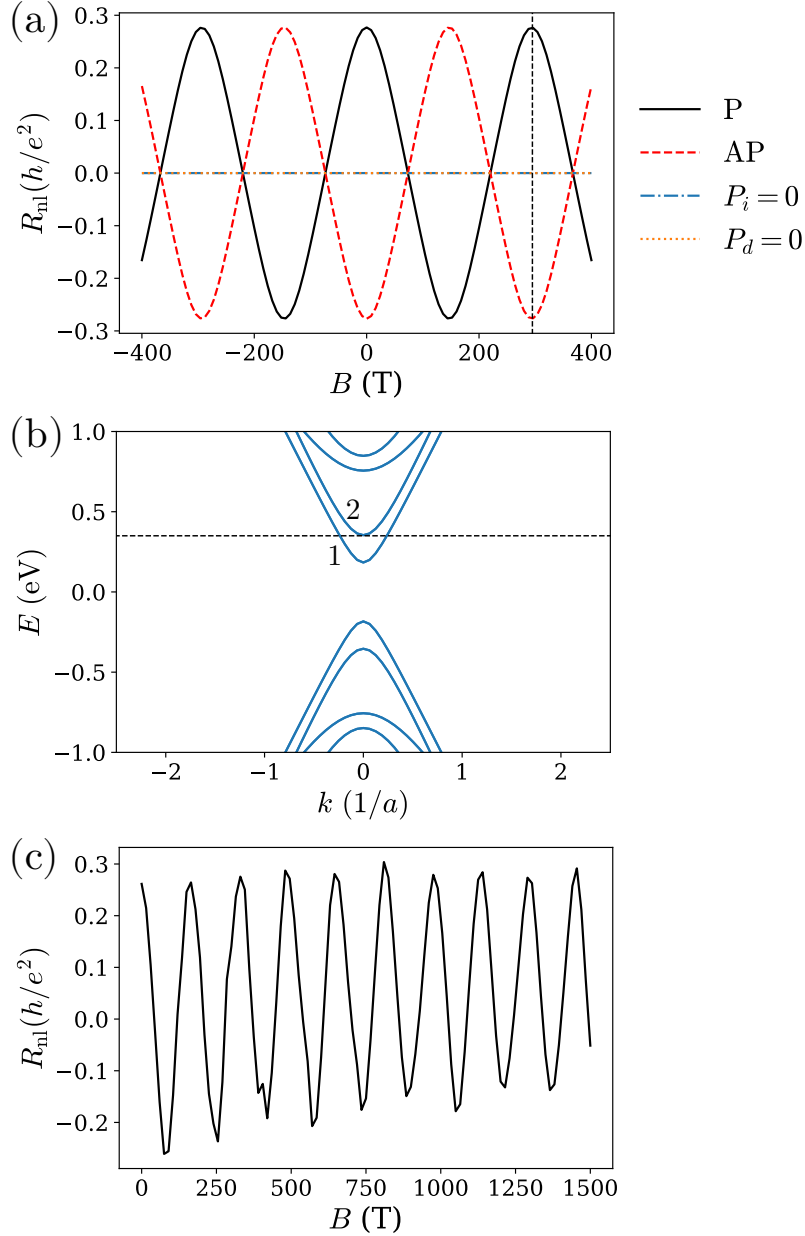 (a)
0.3
0.2
0.1
0.0
−0.1
−0.2
−0.3
R_nl(h/e²)
−400 −200 0 200 400
B (T)
P
AP
P_i = 0
P_d = 0
(b)
1.0
0.5
0.0
−0.5
−1.0
E (eV)
2
1
−2 −1 0 1 2
k (1/a)
(c)
0.3
0.2
0.1
0.0
−0.1
−0.2
R_nl(h/e²)
0 250 500 750 1000 1250 1500
B (T)